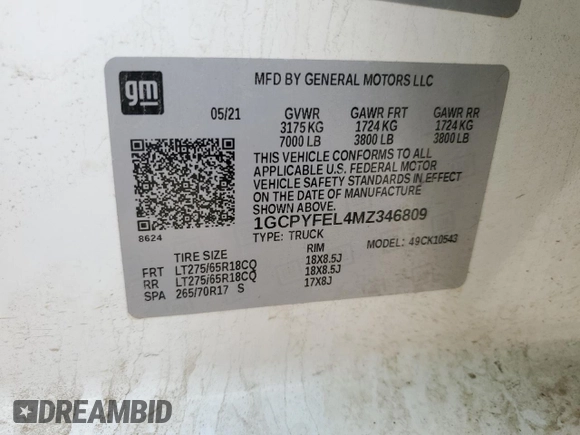 gm
MFD BY GENERAL MOTORS LLC
05/21 GVWR GAWR FRT GAWR RR
3175 KG 1724 KG 1724 KG
7000 LB 3800 LB 3800 LB
THIS VEHICLE CONFORMS TO ALL
APPLICABLE U.S. FEDERAL MOTOR
VEHICLE SAFETY STANDARDS IN EFFECT
ON THE DATE OF MANUFACTURE
SHOWN ABOVE.
1GCPYFEL4MZ346809
8624
TYPE: TRUCK MODEL: 49CK10543
TIRE SIZE RIM
FRT LT275/65R18CQ 18X8.5J
RR LT275/65R18CQ 18X8.5J
SPA 265/70R17 S 17X8J
DREAMBID